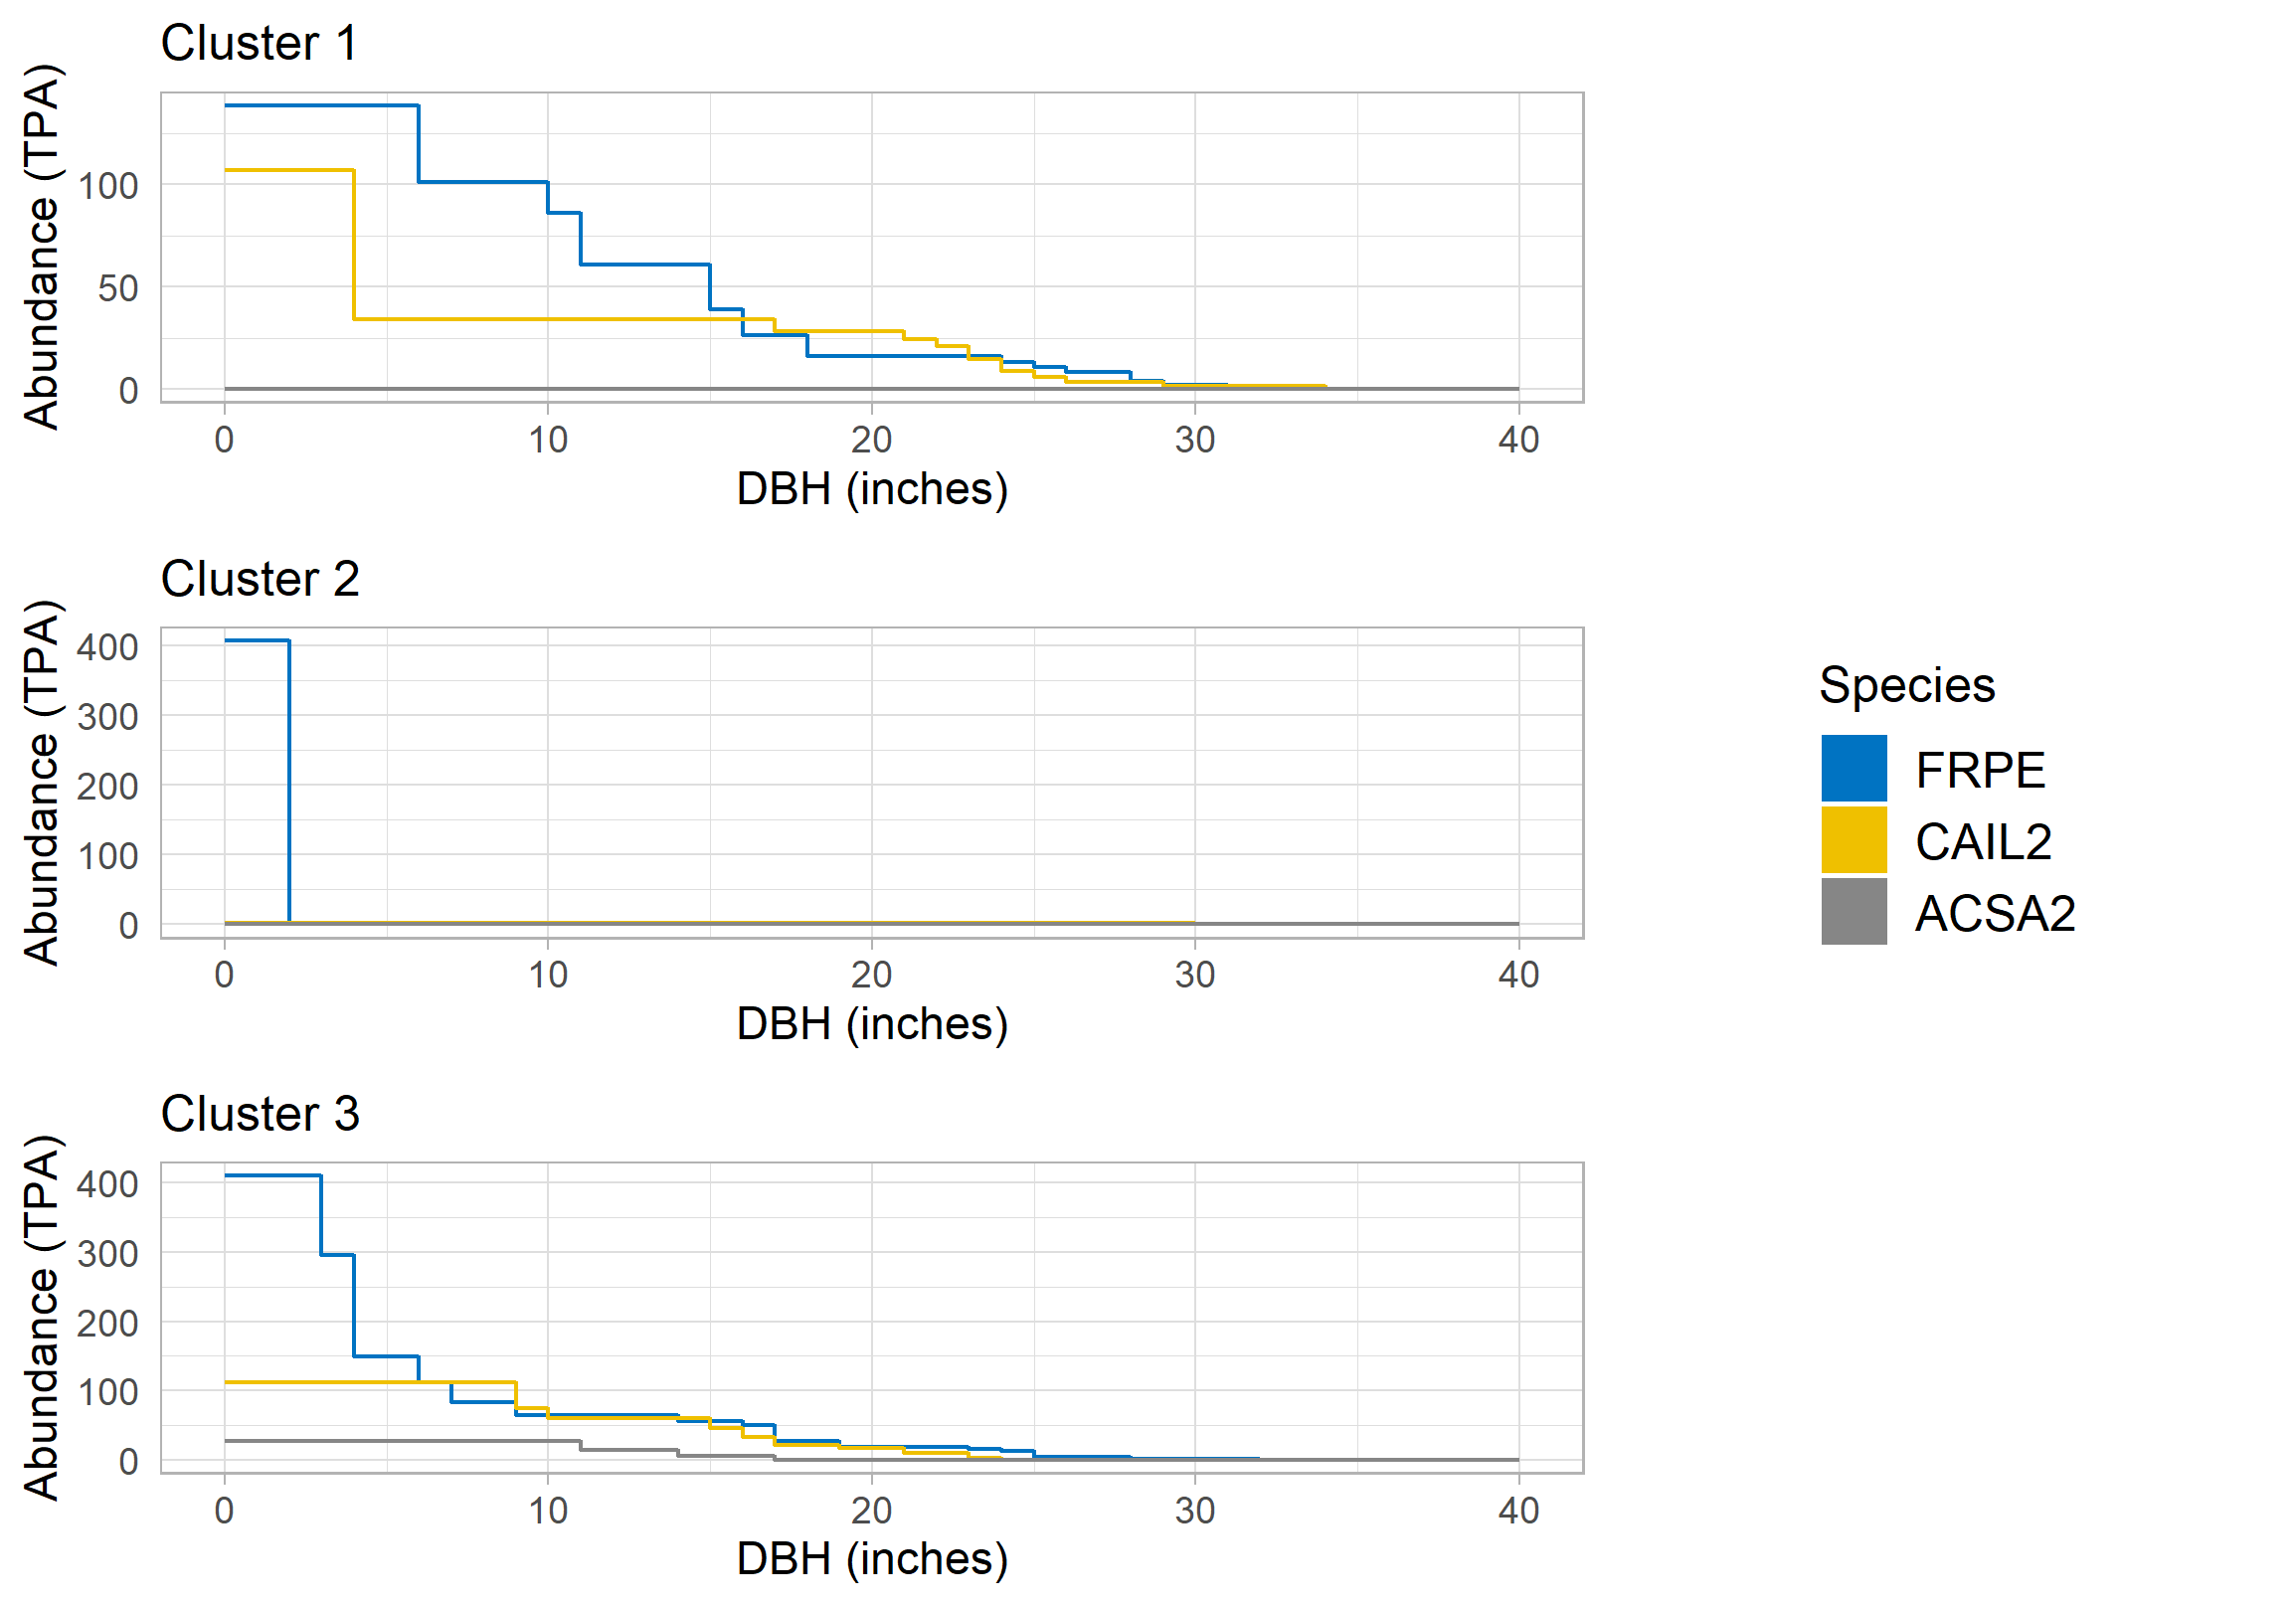 Cluster 1
Abundance (TPA)
100
50
0
0 10 20 30 40
DBH (inches)
Cluster 2
Abundance (TPA)
400
300
200
100
0
0 10 20 30 40
DBH (inches)
Species
FRPE
CAIL2
ACSA2
Cluster 3
Abundance (TPA)
400
300
200
100
0
0 10 20 30 40
DBH (inches)